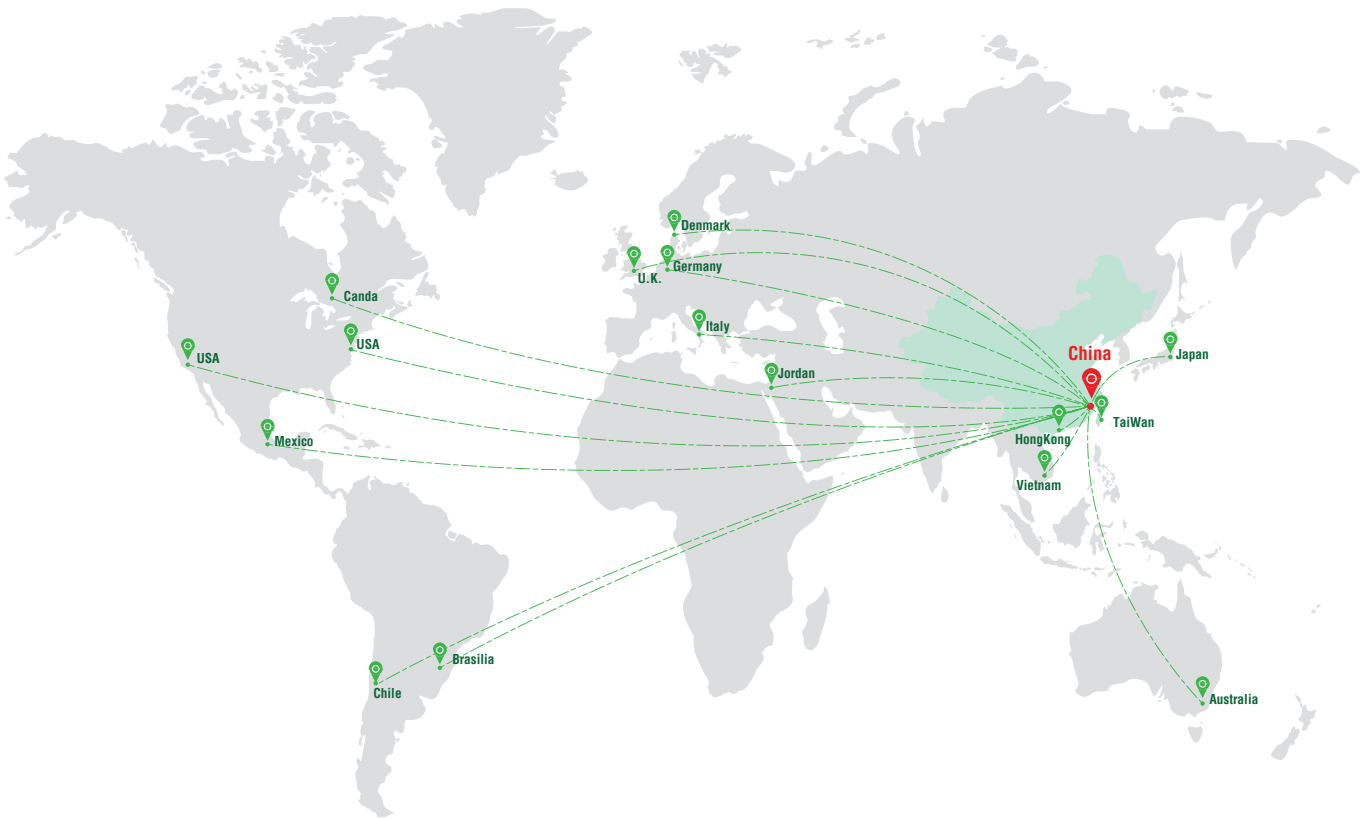 Denmark
Germany
U.K.
Canda
Italy
USA
USA
Japan
China
Jordan
TaiWan
HongKong
Mexico
Vietnam
Brasilia
Chile
Australia